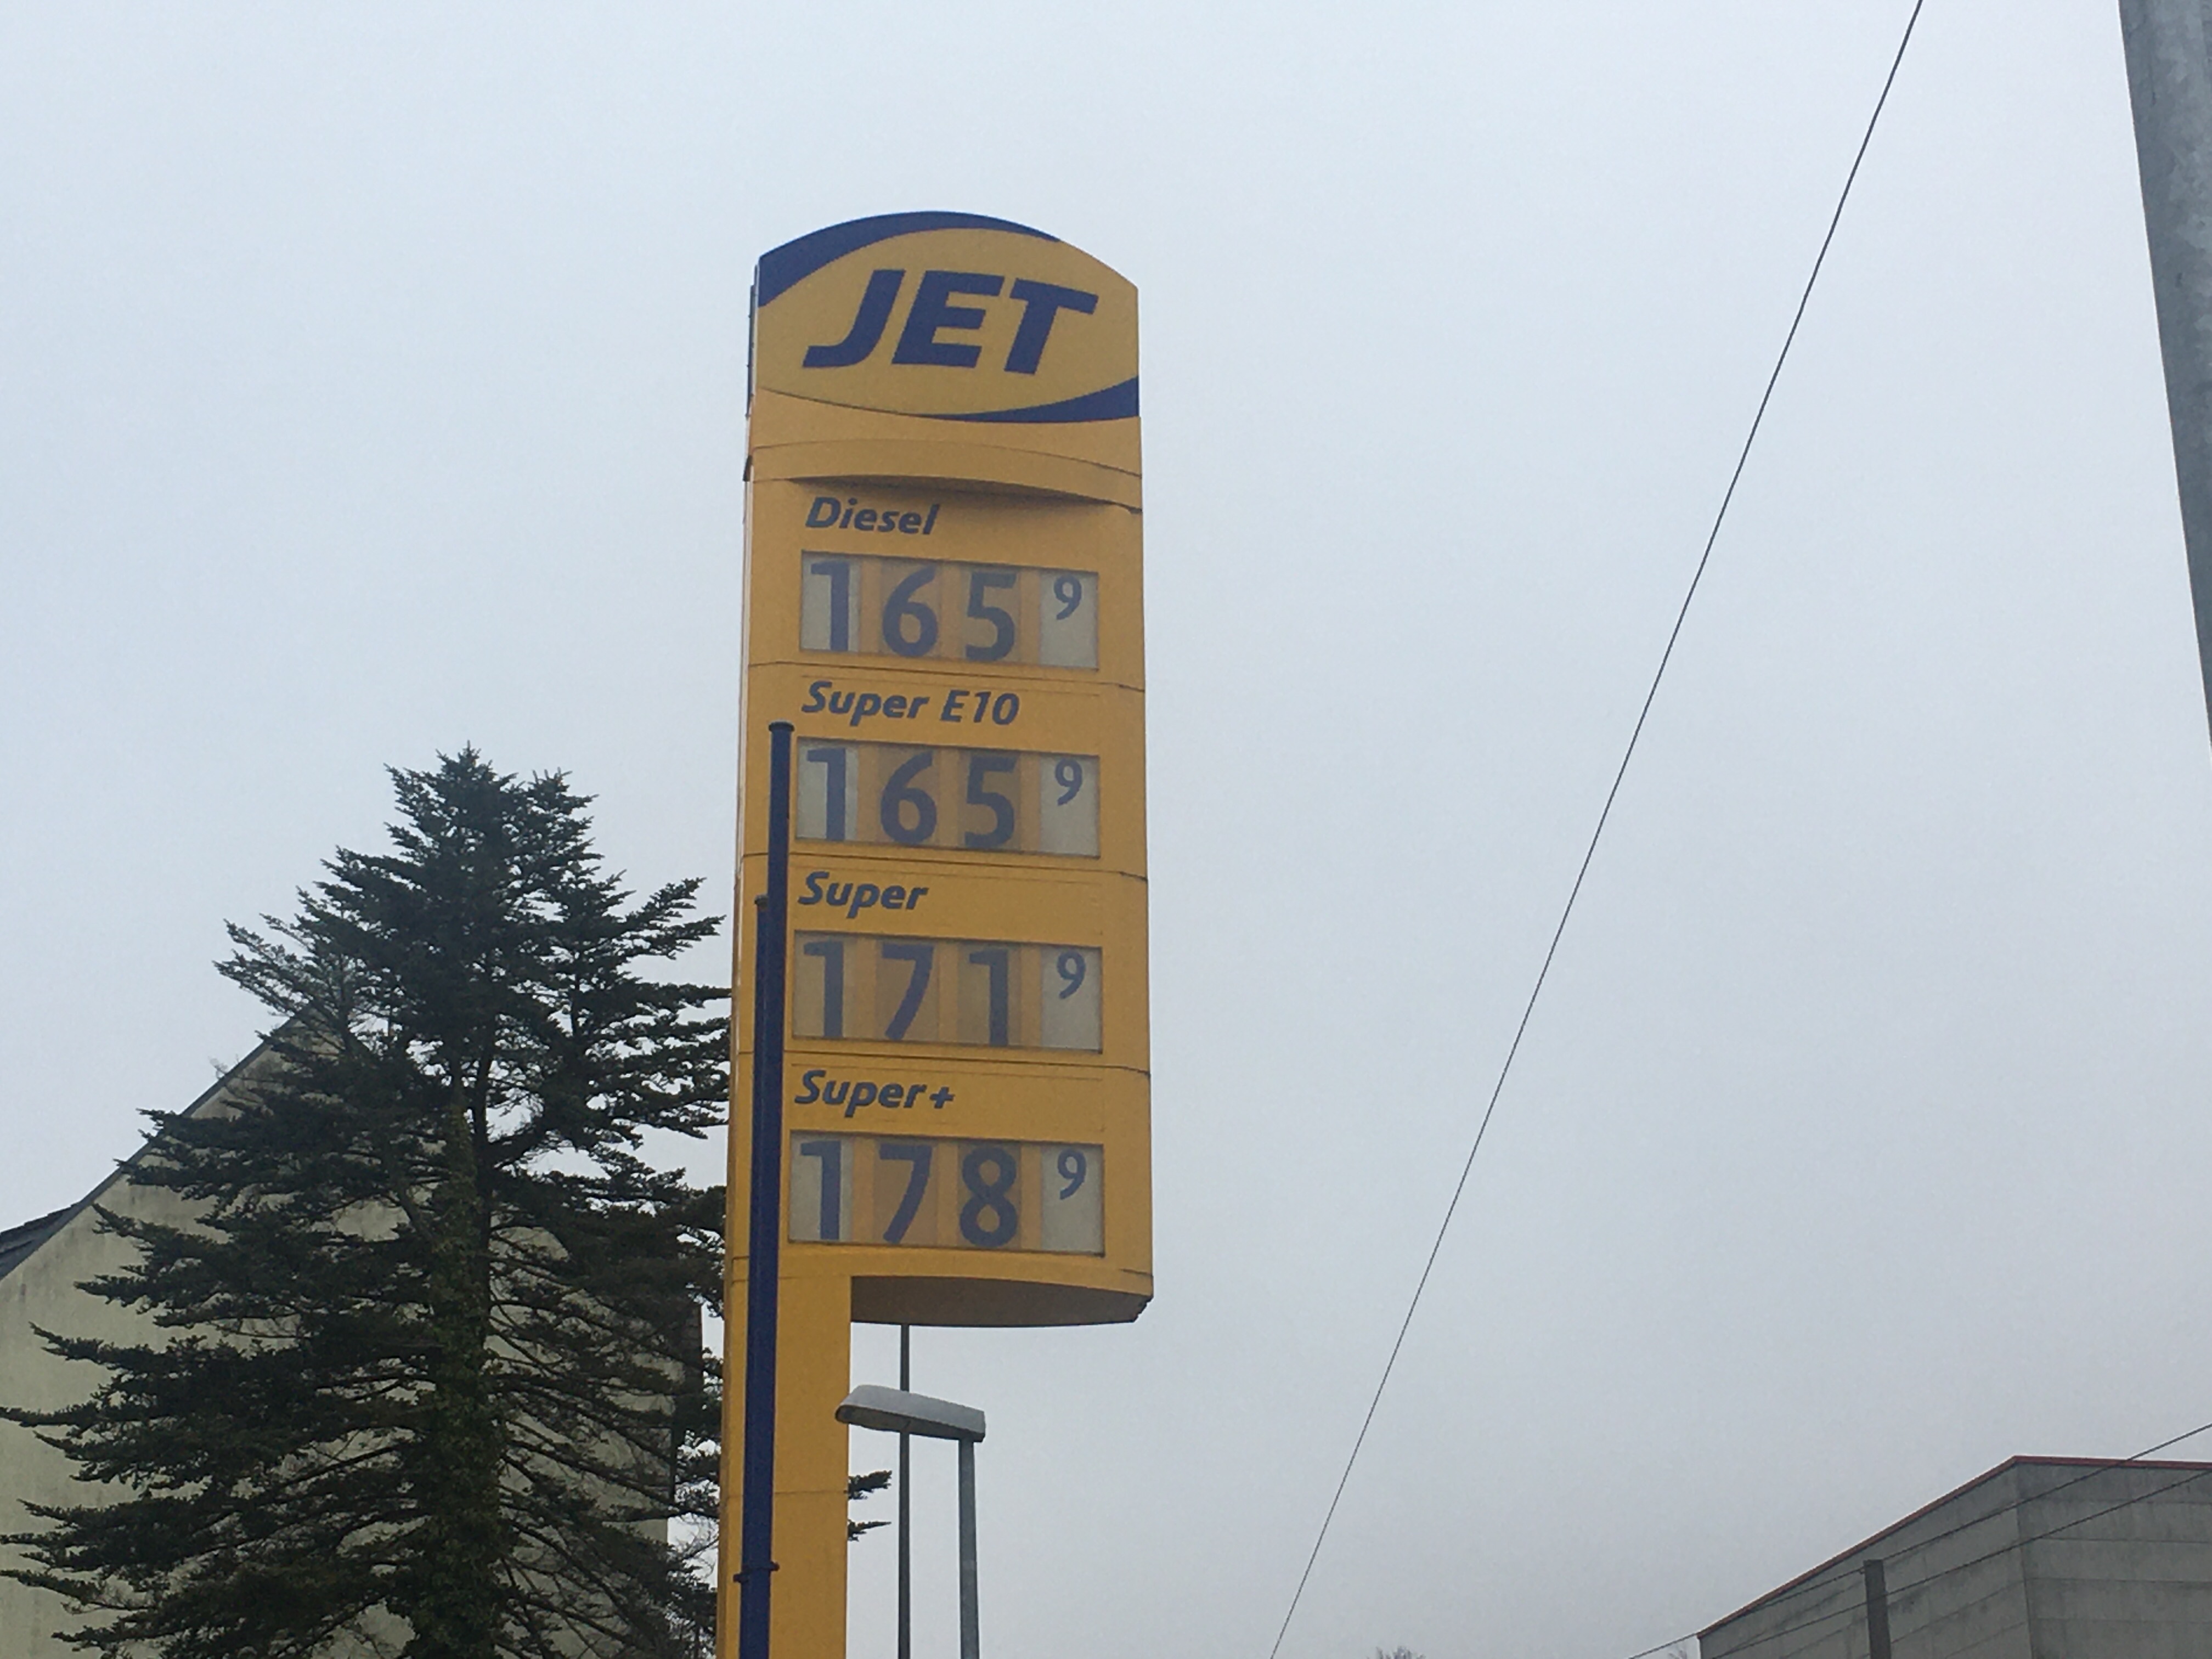 JET
Diesel
165 9
Super E10
165 9
Super
171 9
Super+
178 9